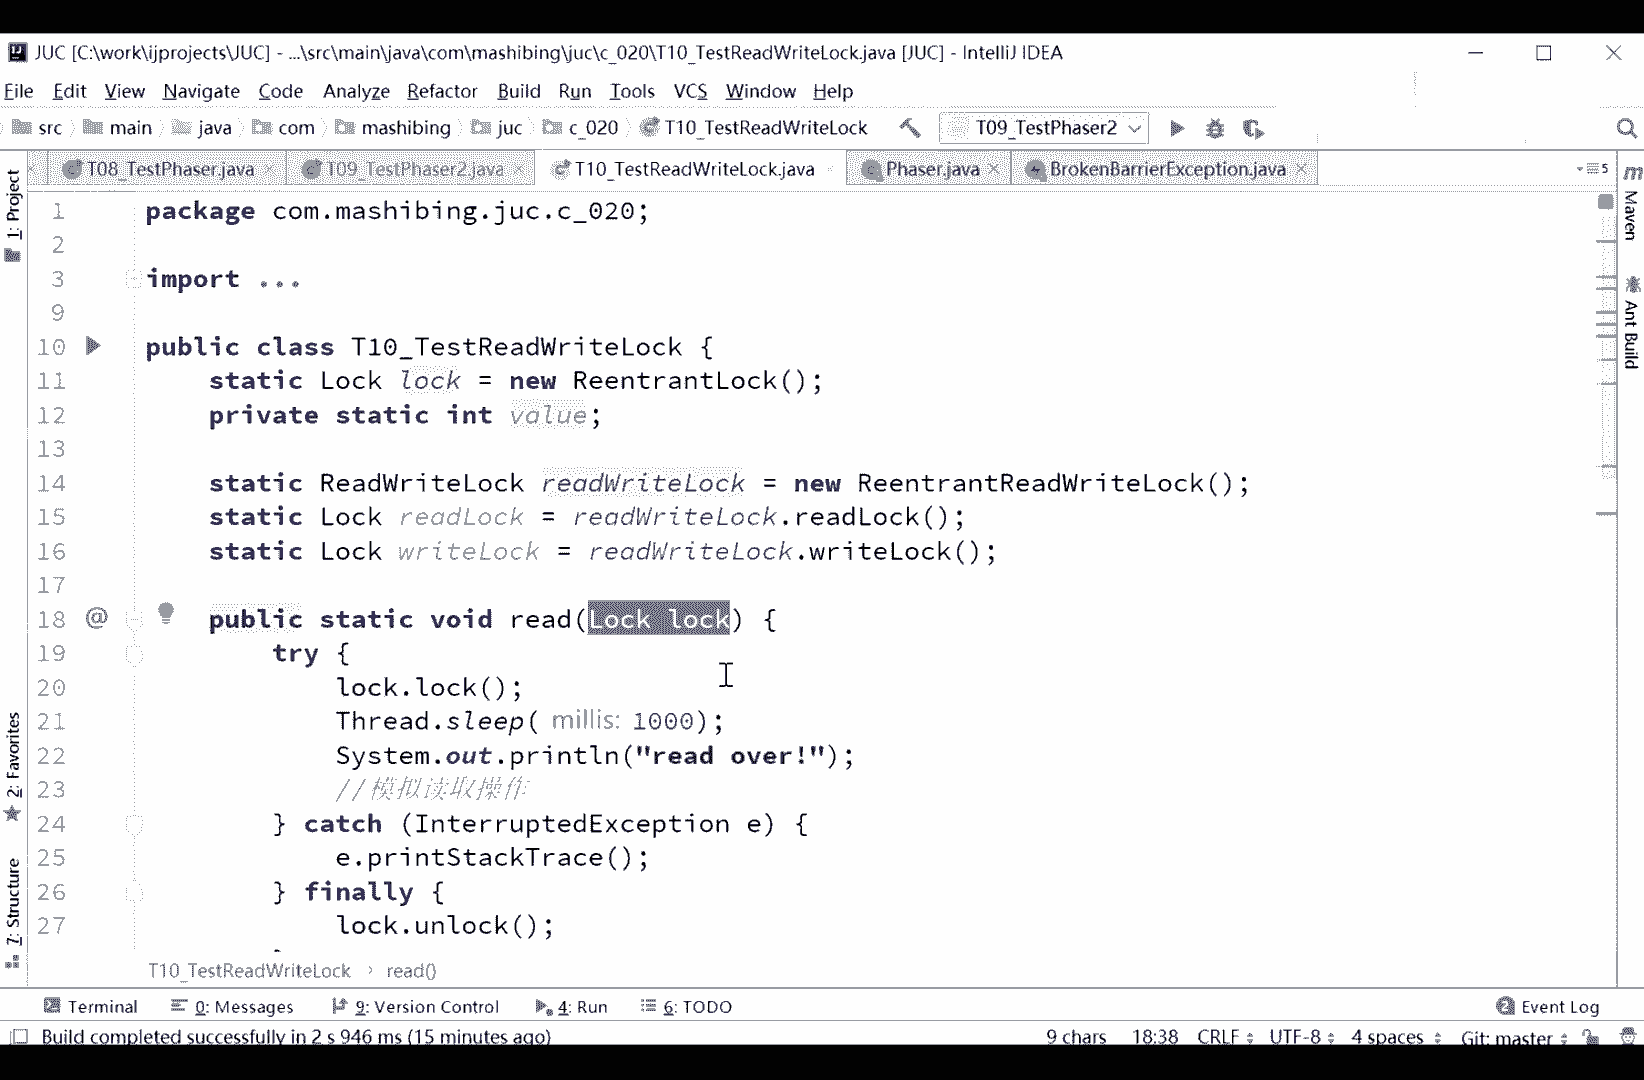 JUC [C:\work\ijprojects\JUC] - ...\src\main\java\com\mashibing\juc\c_020\T10_TestReadWriteLock.java [JUC] - IntelliJ IDEA
File Edit View Navigate Code Analyze Refactor Build Run Tools VCS Window Help
src main java com mashibing juc c_020 T10_TestReadWriteLock T09_TestPhaser2
T08_TestPhaser.java T09_TestPhaser2.java T10_TestReadWriteLock.java Phaser.java BrokenBarrierException.java 5
1 package com.mashibing.juc.c_020;
2
3 import ...
9
10 public class T10_TestReadWriteLock {
11 static Lock lock = new ReentrantLock();
12 private static int value;
13
14 static ReadWriteLock readWriteLock = new ReentrantReadWriteLock();
15 static Lock readLock = readWriteLock.readLock();
16 static Lock writeLock = readWriteLock.writeLock();
17
18 @ public static void read(Lock lock) {
19 try {
20 lock.lock();
21 Thread.sleep( millis: 1000);
22 System.out.println("read over!");
23 //模拟读取操作
24 } catch (InterruptedException e) {
25 e.printStackTrace();
26 } finally {
27 lock.unlock();
T10_TestReadWriteLock › read()
1: Project
2: Favorites
7: Structure
m Maven
Ant Build
Terminal 0: Messages 9: Version Control 4: Run 6: TODO 2 Event Log
Build completed successfully in 2 s 946 ms (15 minutes ago) 9 chars 18:38 CRLF UTF-8 4 spaces Git: master